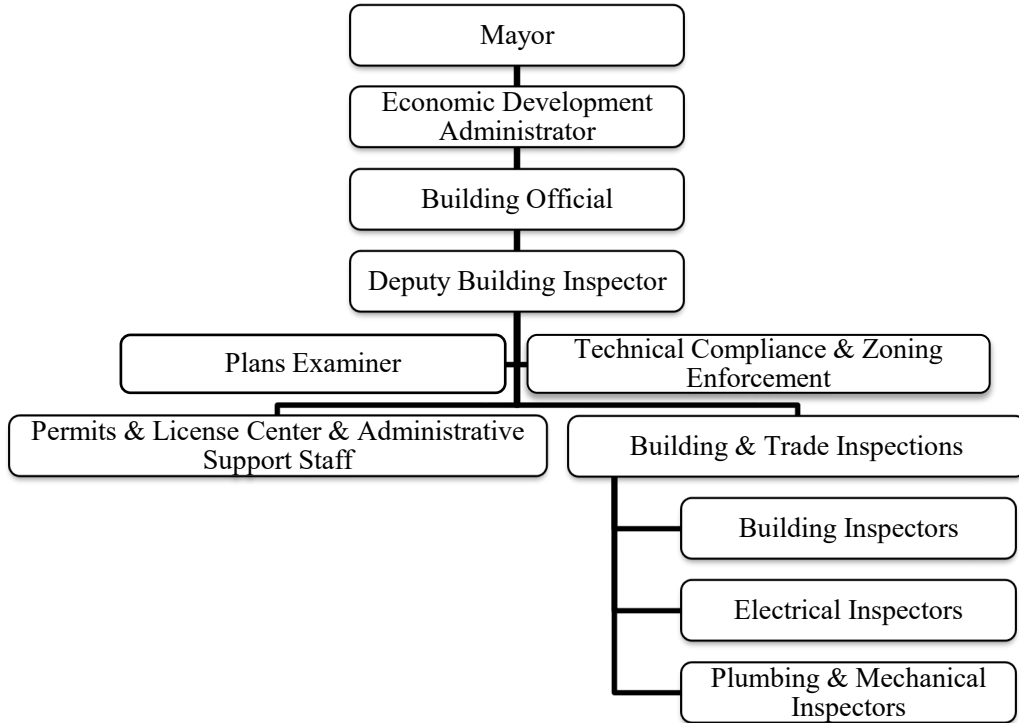 Mayor
Economic Development
Administrator
Building Official
Deputy Building Inspector
Plans Examiner
Technical Compliance & Zoning
Enforcement
Permits & License Center & Administrative
Support Staff
Building & Trade Inspections
Building Inspectors
Electrical Inspectors
Plumbing & Mechanical
Inspectors